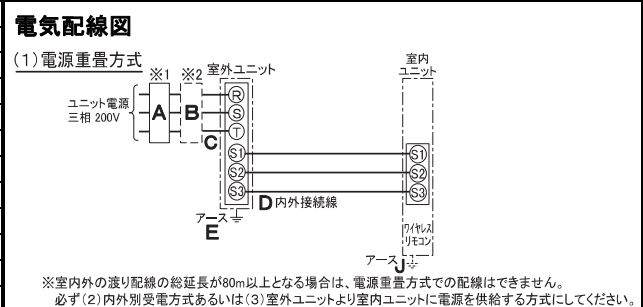 電気配線図
(1)電源重畳方式
※1
※2
室外ユニット
室内
ユニット
ユニット電源
三相 200V
A
B
C
R
S
T
S1
S2
S3
S1
S2
S3
D 内外接続線
アース
E
ワイヤレス
リモコン
アース
J
※室内外の渡り配線の総延長が80m以上となる場合は、電源重畳方式での配線はできません。
必ず(2)内外別受電方式あるいは(3)室外ユニットより室内ユニットに電源を供給する方式にしてください。